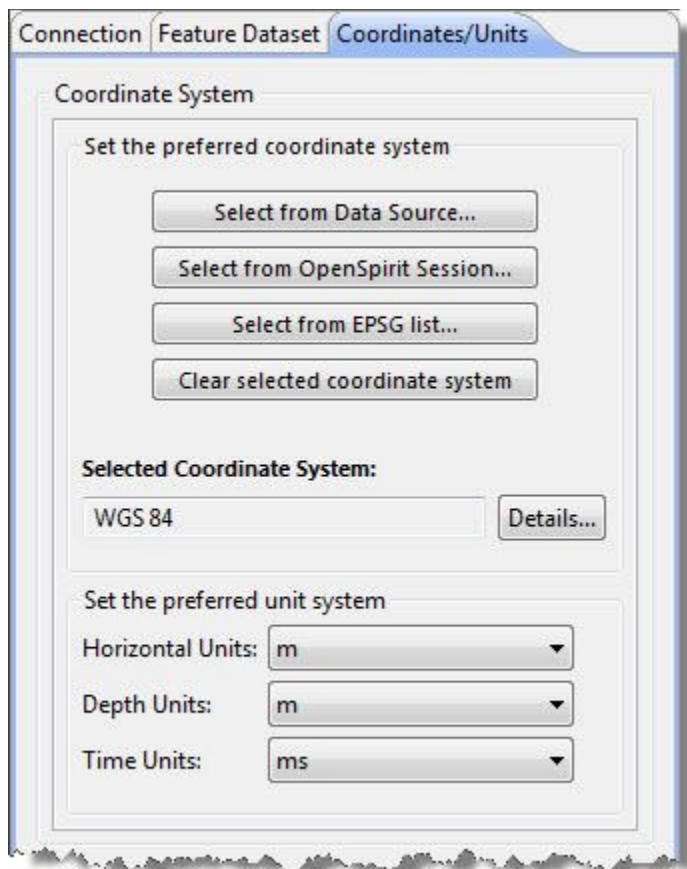 Connection Feature Dataset Coordinates/Units
Coordinate System
Set the preferred coordinate system
Select from Data Source...
Select from OpenSpirit Session...
Select from EPSG list...
Clear selected coordinate system
Selected Coordinate System:
WGS 84 Details...
Set the preferred unit system
Horizontal Units: m
Depth Units: m
Time Units: ms